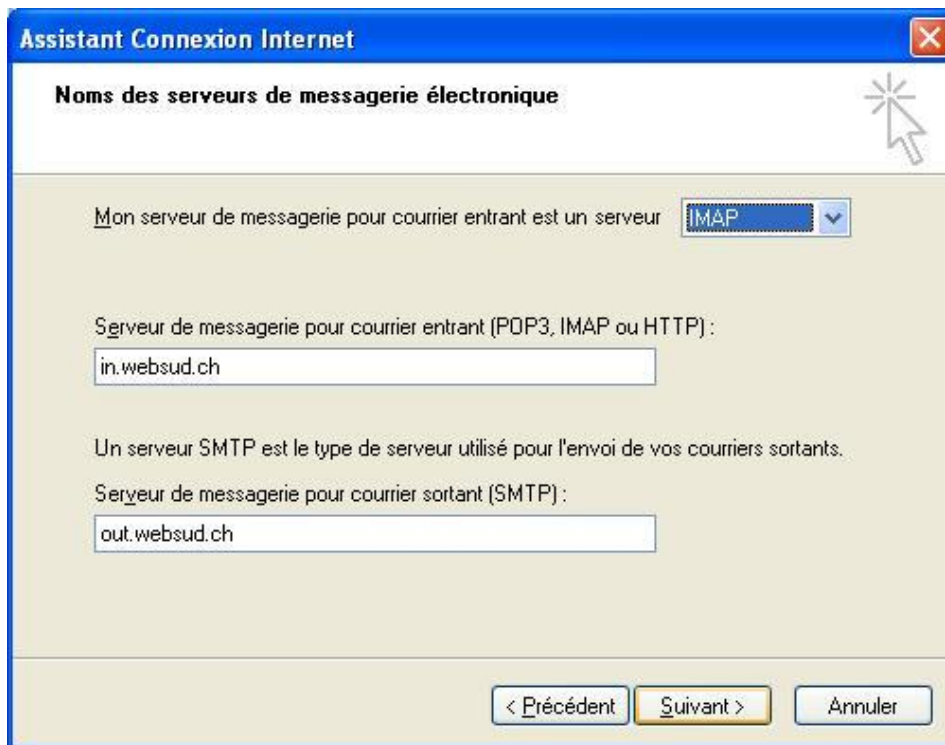 Assistant Connexion Internet
Noms des serveurs de messagerie électronique
Mon serveur de messagerie pour courrier entrant est un serveur IMAP
Serveur de messagerie pour courrier entrant (POP3, IMAP ou HTTP) :
in.websud.ch
Un serveur SMTP est le type de serveur utilisé pour l'envoi de vos courriers sortants.
Serveur de messagerie pour courrier sortant (SMTP) :
out.websud.ch
< Précédent Suivant > Annuler